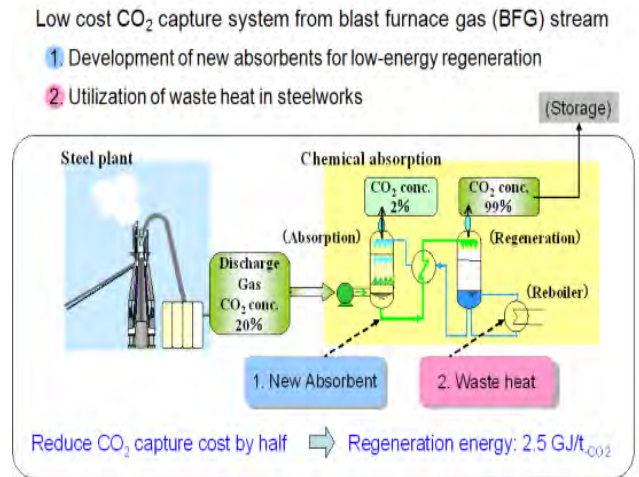 Low cost CO2 capture system from blast furnace gas (BFG) stream
1. Development of new absorbents for low-energy regeneration
2. Utilization of waste heat in steelworks
(Storage)
Steel plant
Chemical absorption
CO2 conc.
2%
CO2 conc.
99%
(Absorption)
(Regeneration)
Discharge
Gas
CO2 conc.
20%
(Reboiler)
1. New Absorbent
2. Waste heat
Reduce CO2 capture cost by half
Regeneration energy: 2.5 GJ/t-CO2